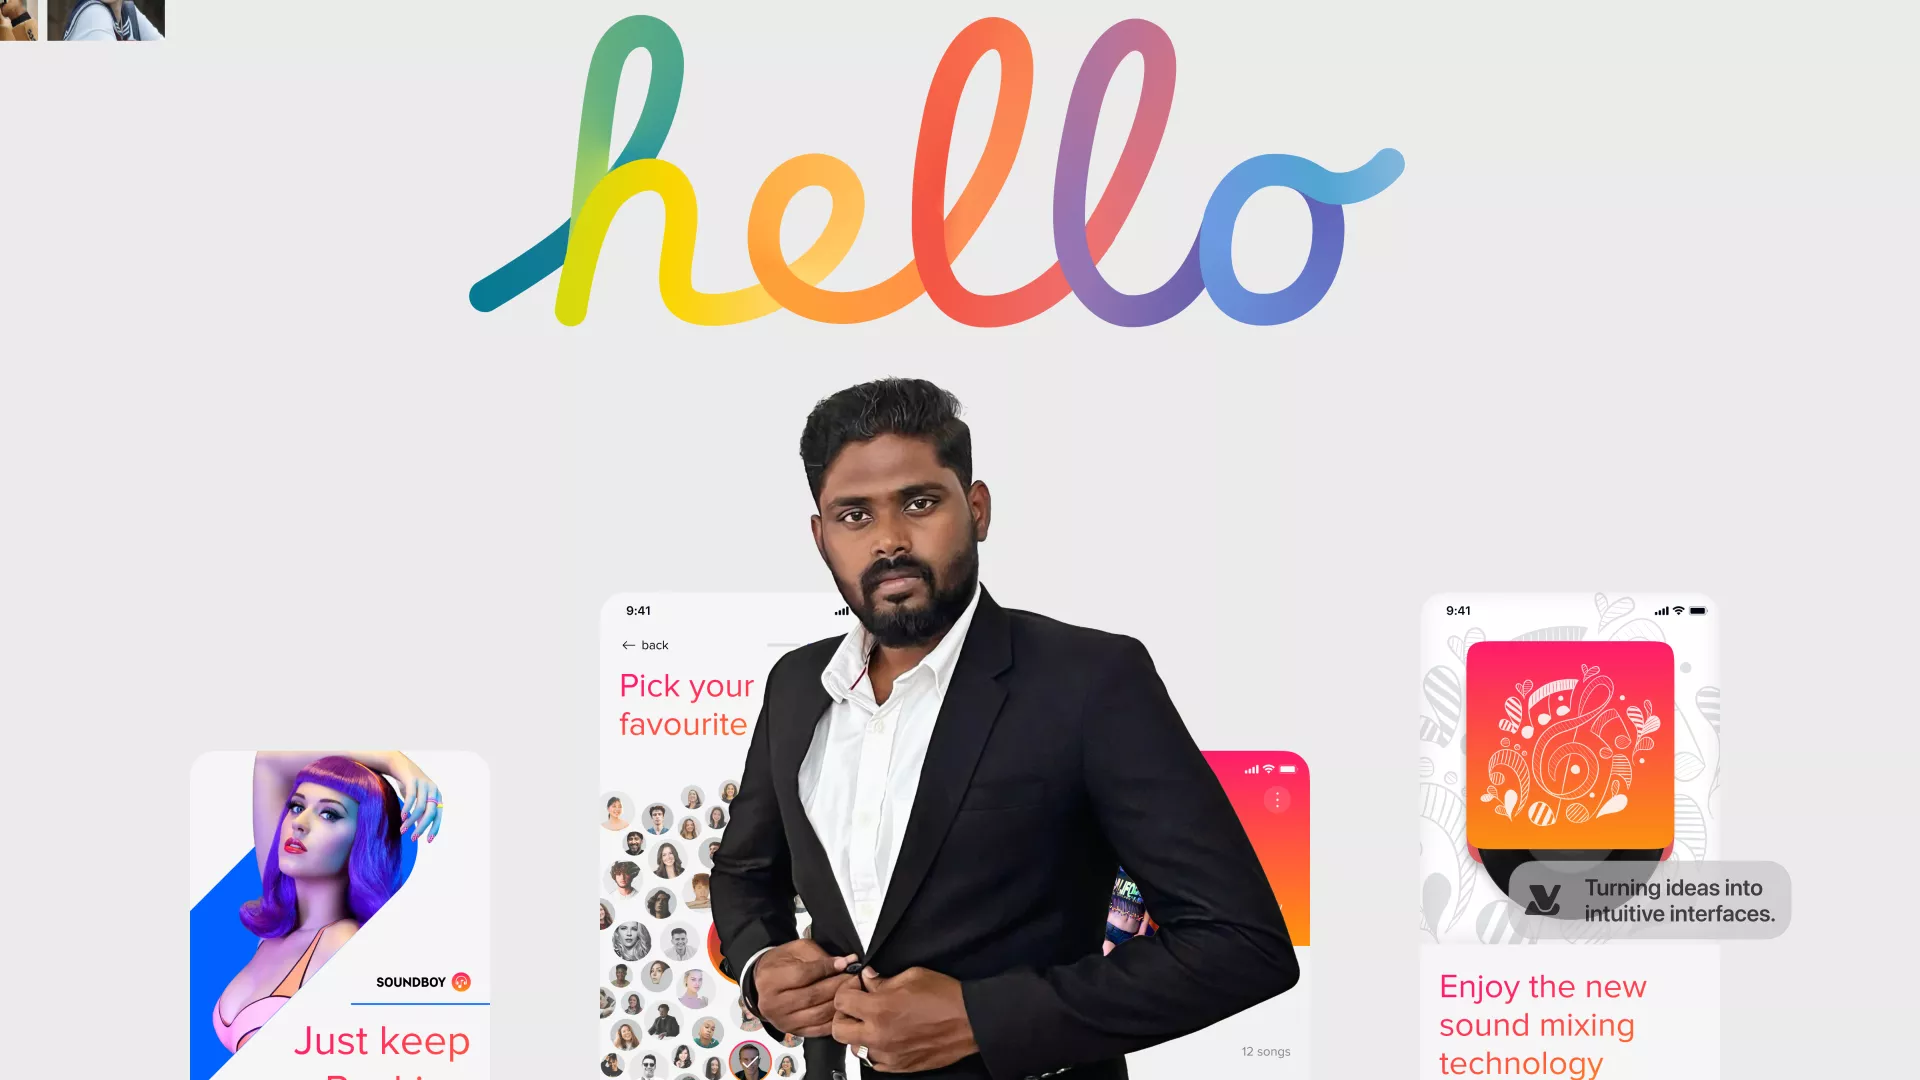 hello
9:41
back
Pick your
favourite
SOUNDBOY
Just keep
12 songs
9:41
Turning ideas into
intuitive interfaces.
Enjoy the new
sound mixing
technology